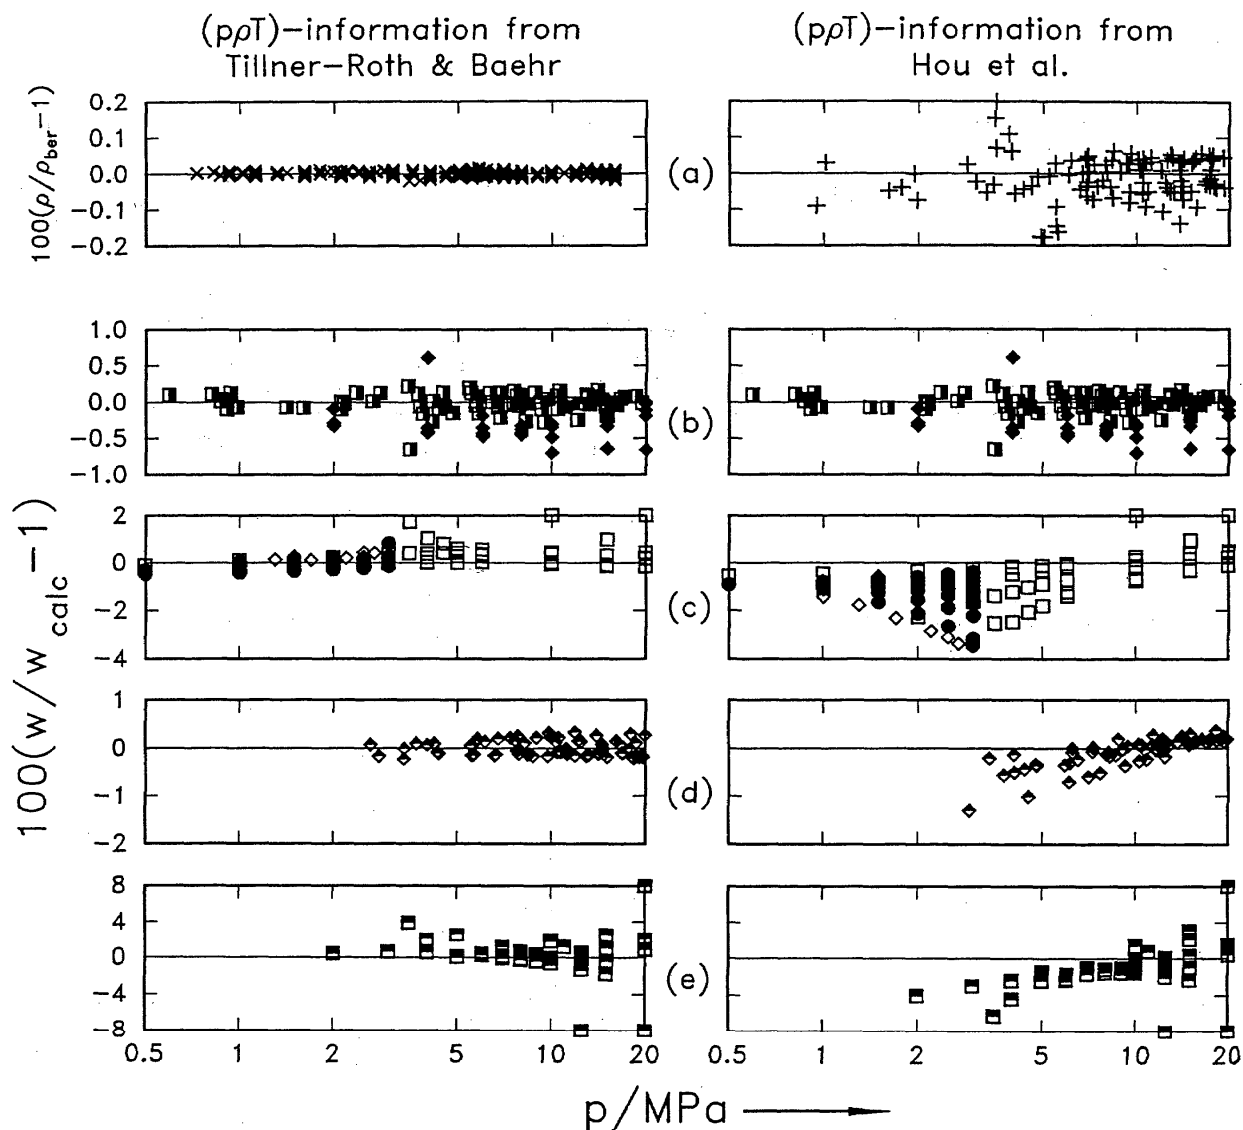 (pρT)-information from
Tillner-Roth & Baehr
(pρT)-information from
Hou et al.
100(ρ/ρber-1)
0.2
0.1
0.0
-0.1
-0.2
(a)
1.0
0.5
0.0
-0.5
-1.0
(b)
100(w/wcalc-1)
2
0
-2
-4
(c)
1
0
-1
-2
(d)
8
4
0
-4
-8
(e)
0.5 1 2 5 10 20
0.5 1 2 5 10 20
p/MPa